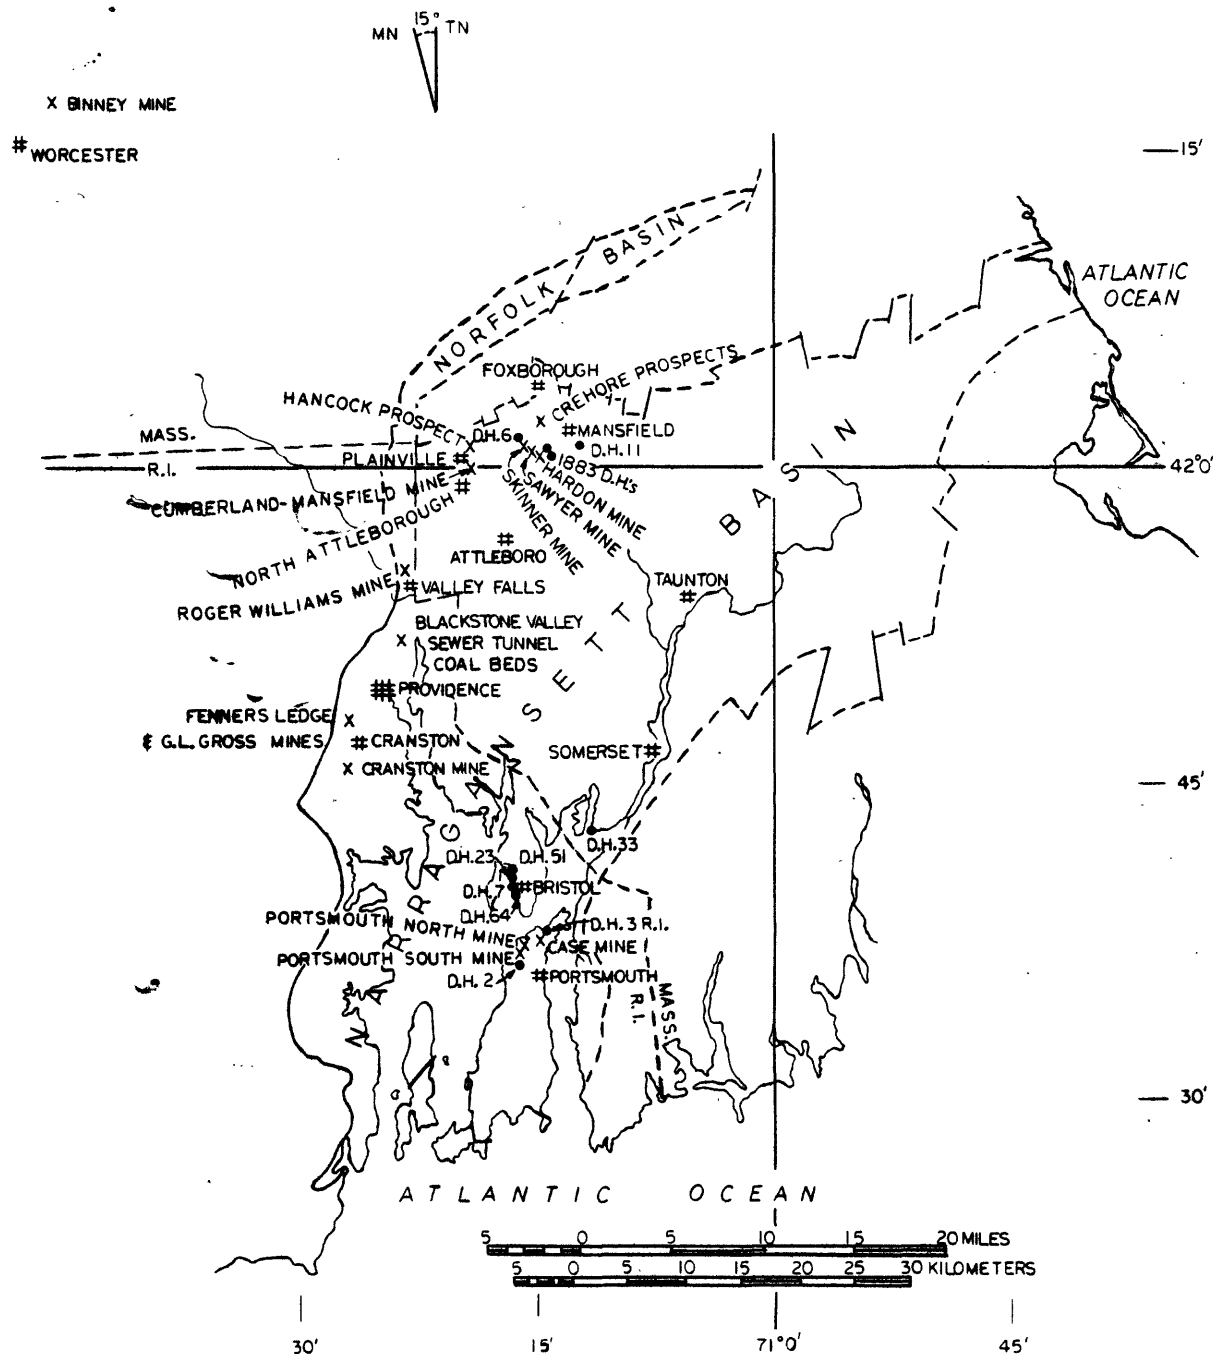 15°
MN TN
X BINNEY MINE
# WORCESTER
15'
NORFOLK BASIN
ATLANTIC
OCEAN
FOXBOROUGH
#
CREHORE PROSPECTS
HANCOCK PROSPECT
MASS.
D.H.6
#MANSFIELD
D.H.11
PLAINVILLE #
R.I.
1883 D.H.'s
42°0'
HARDON MINE
SAWYER MINE
SKINNER MINE
CUMBERLAND-MANSFIELD MINE
NORTH ATTLEBOROUGH
#
ATTLEBORO
ROGER WILLIAMS MINE
# VALLEY FALLS
TAUNTON
#
BLACKSTONE VALLEY
X SEWER TUNNEL
COAL BEDS
# PROVIDENCE
FENNERS LEDGE X
& G.L. GROSS MINES
# CRANSTON
SOMERSET #
X CRANSTON MINE
45'
NARRAGANSETT BASIN
D.H.33
D.H.23
D.H.51
D.H.7
#BRISTOL
D.H.64
PORTSMOUTH NORTH MINE
D.H.3 R.I.
X CASE MINE
PORTSMOUTH SOUTH MINE
D.H. 2
#PORTSMOUTH
MASS.
R.I.
30'
ATLANTIC OCEAN
5 0 5 10 15 20 MILES
5 0 5 10 15 20 25 30 KILOMETERS
30' 15' 71°0' 45'